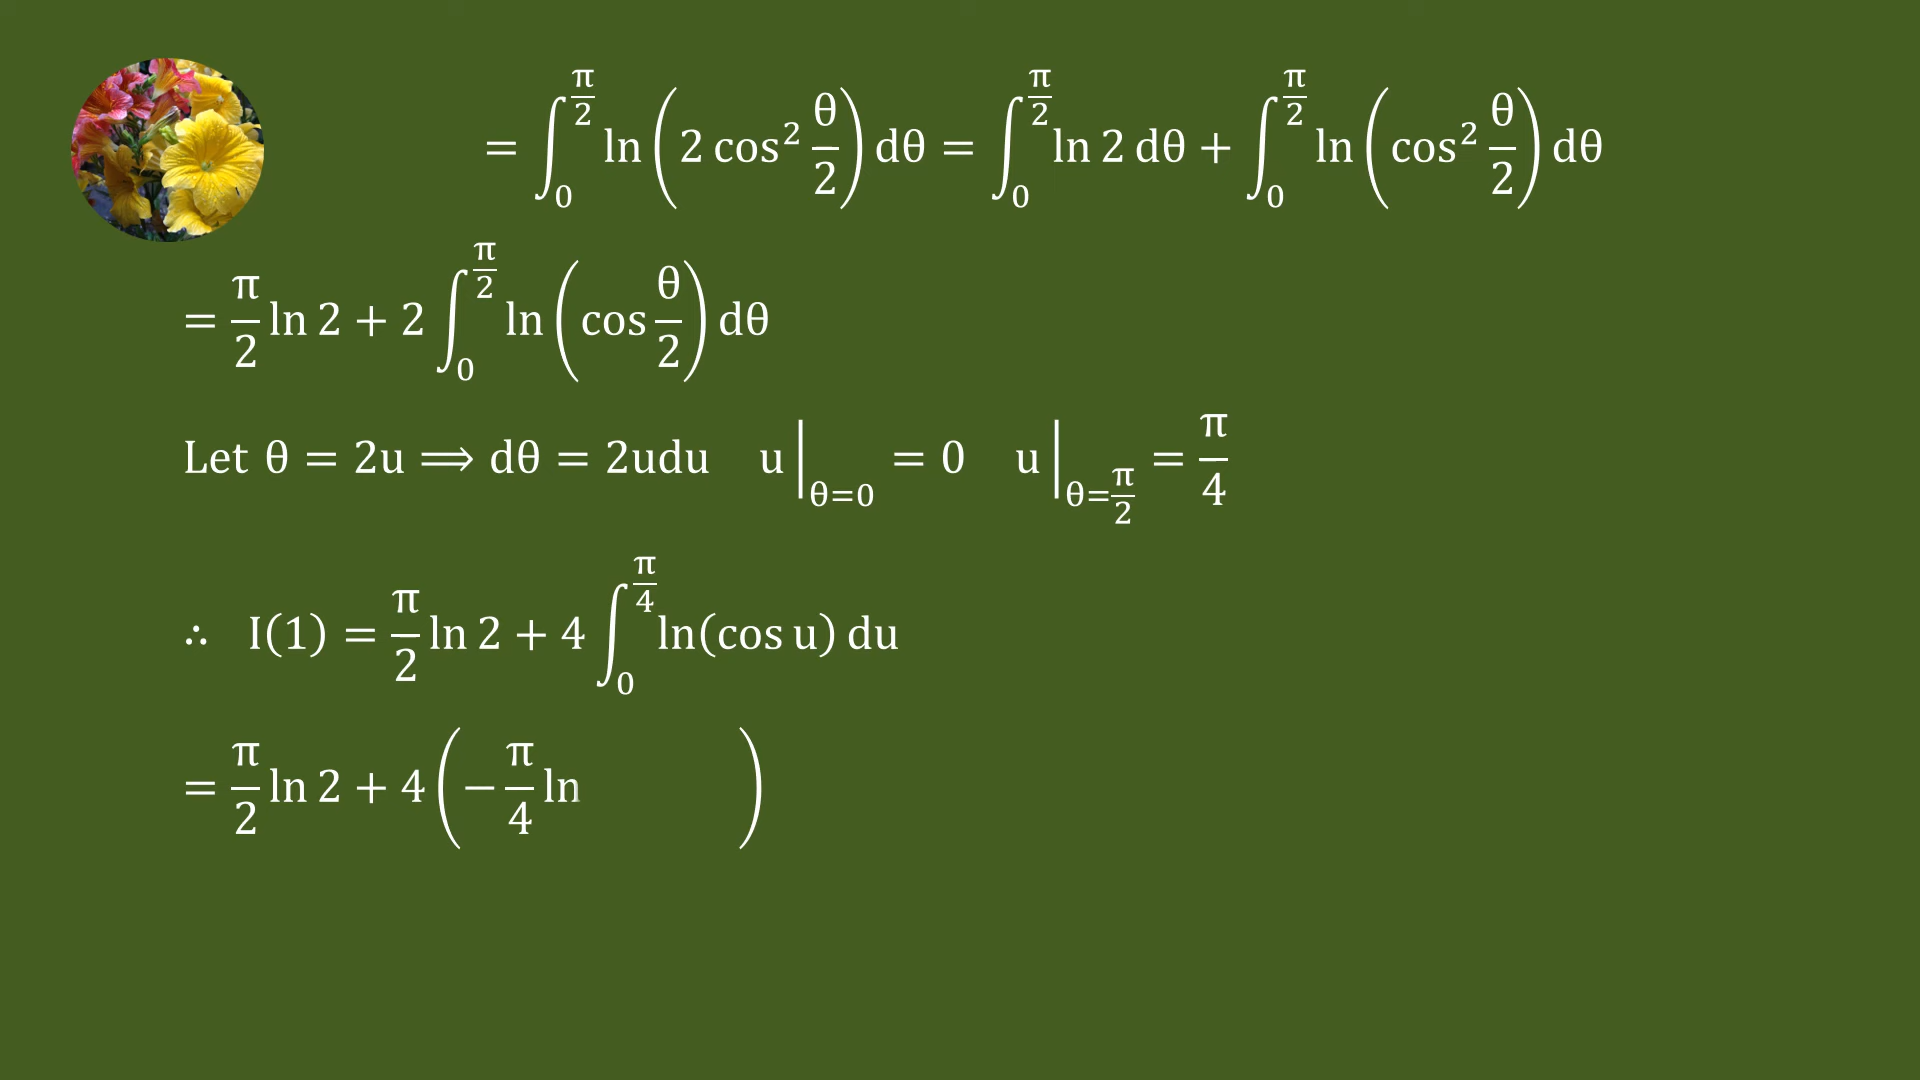 = ∫₀^(π/2) ln(2 cos² θ/2) dθ = ∫₀^(π/2) ln 2 dθ + ∫₀^(π/2) ln(cos² θ/2) dθ
= π/2 ln 2 + 2 ∫₀^(π/2) ln(cos θ/2) dθ
Let θ = 2u ⟹ dθ = 2udu u|_(θ=0) = 0 u|_(θ=π/2) = π/4
∴ I(1) = π/2 ln 2 + 4 ∫₀^(π/4) ln(cos u) du
= π/2 ln 2 + 4 (−π/4 ln )